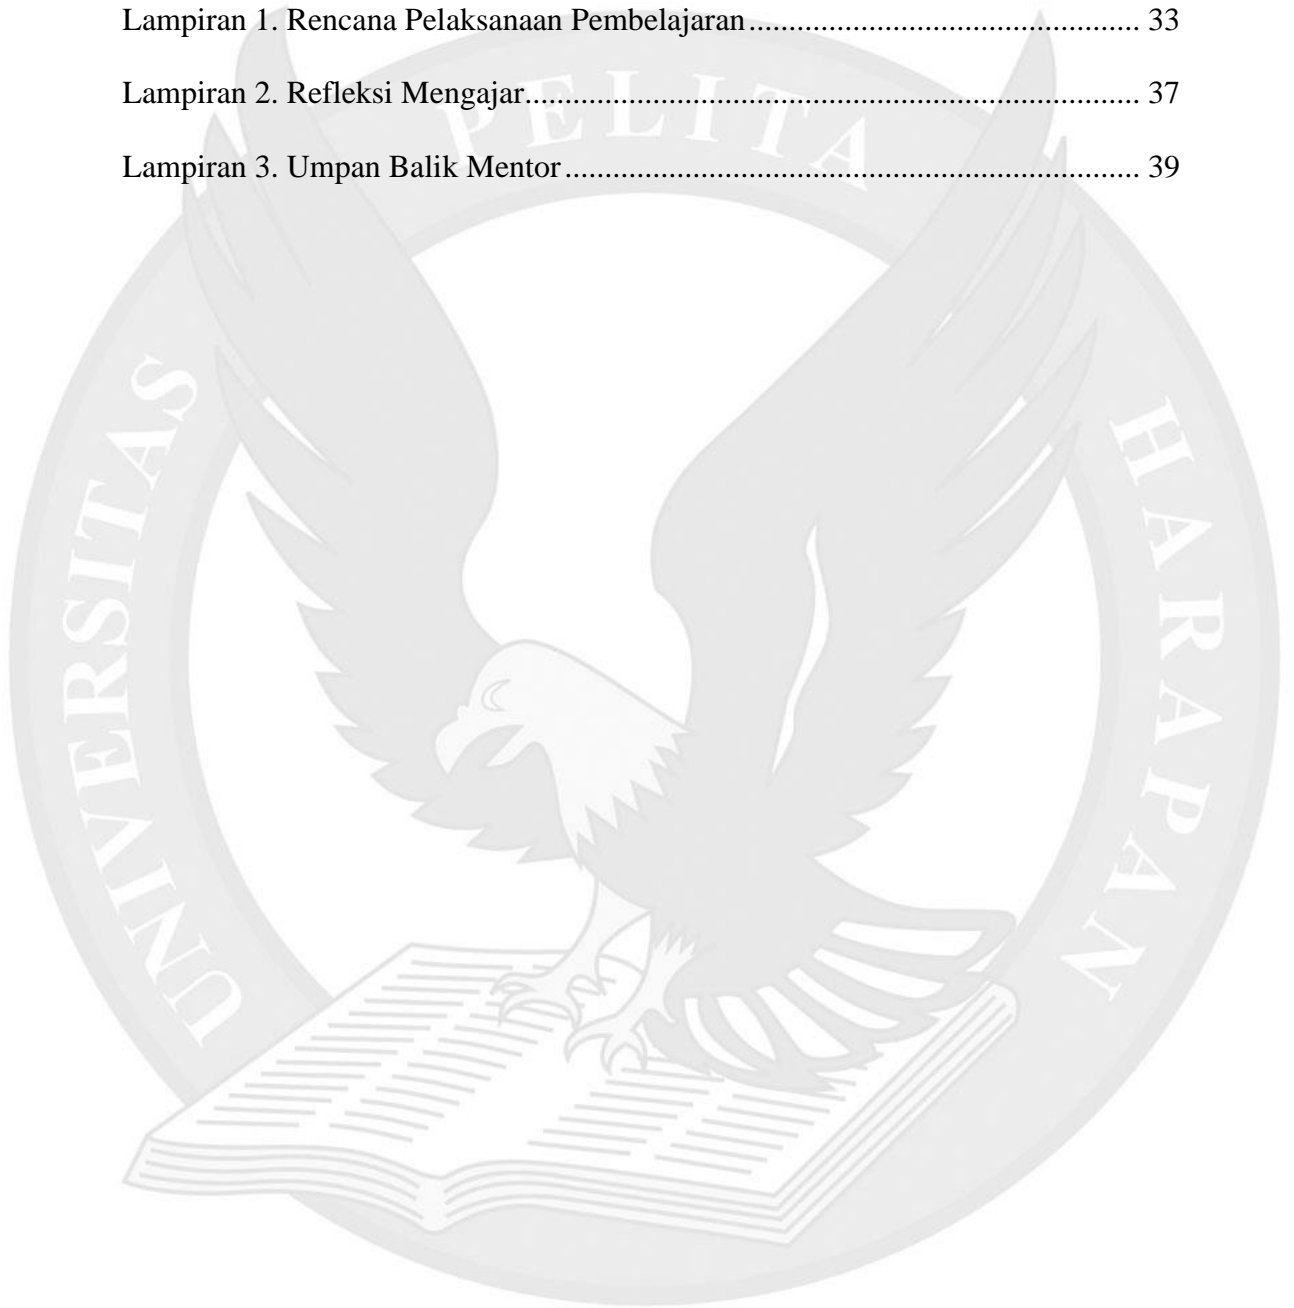 Lampiran 1. Rencana Pelaksanaan Pembelajaran ................................................. 33
Lampiran 2. Refleksi Mengajar............................................................................. 37
Lampiran 3. Umpan Balik Mentor ........................................................................ 39
UNIVERSITAS PELITA HARAPAN